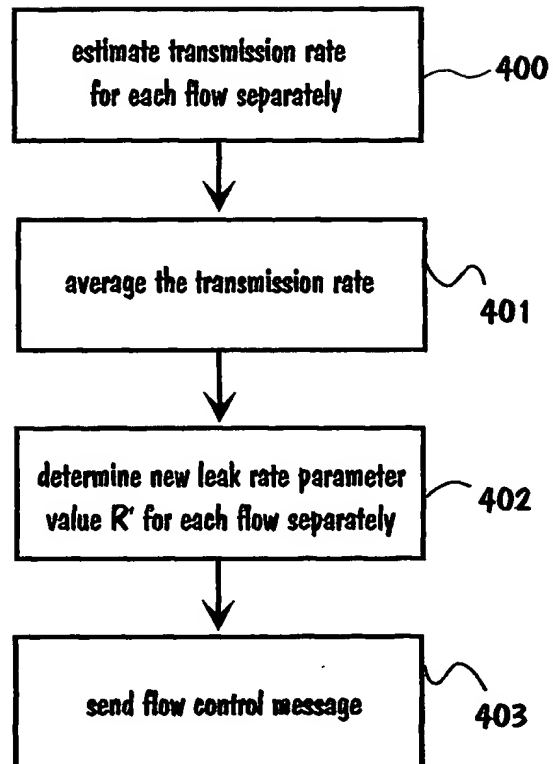 estimate transmission rate
for each flow separately
400
average the transmission rate
401
determine new leak rate parameter
value R' for each flow separately
402
send flow control message
403